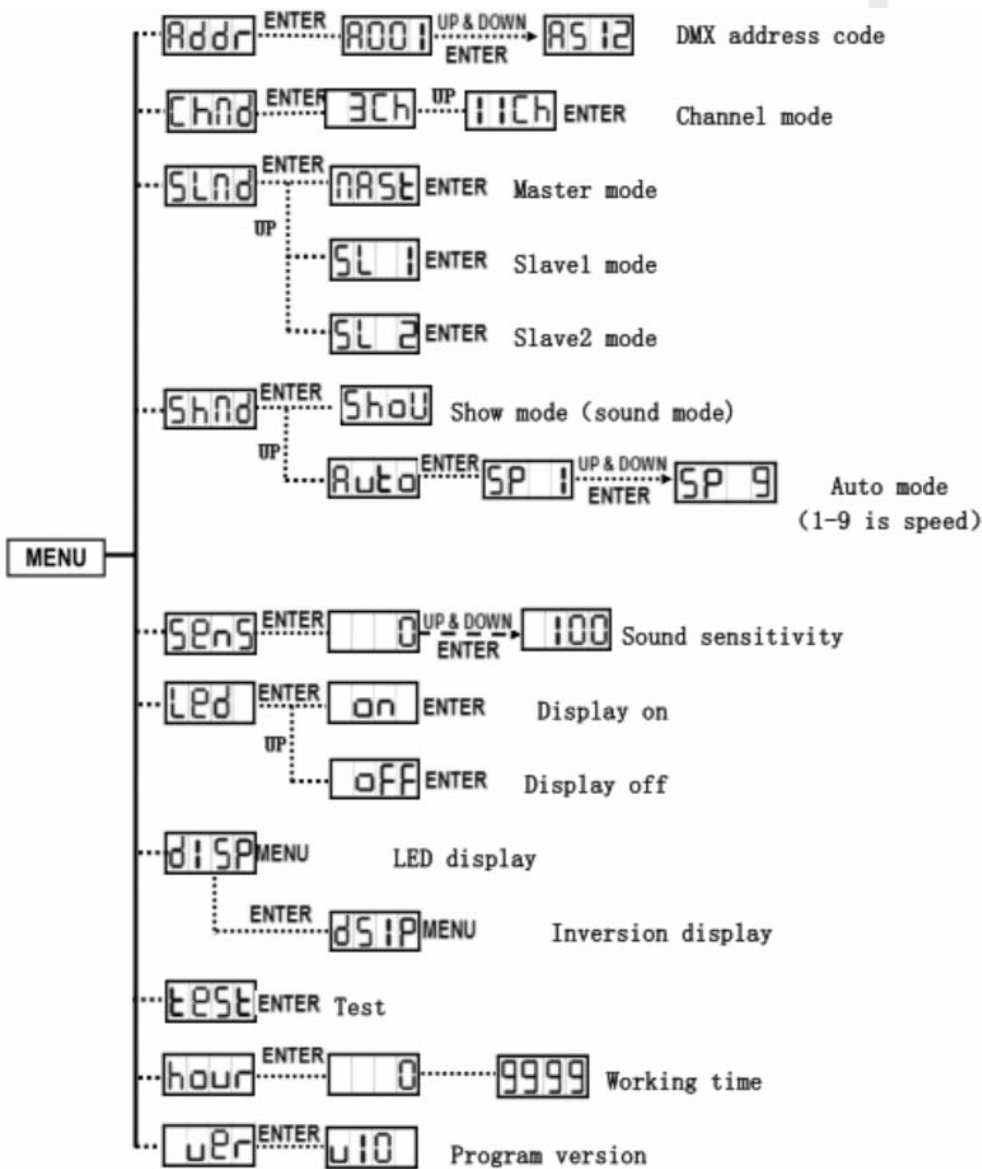 Addr ENTER A001 UP & DOWN ENTER A512 DMX address code
ChNd ENTER 3Ch UP 11Ch ENTER Channel mode
SLNd ENTER NASt ENTER Master mode
UP
SL 1 ENTER Slave1 mode
SL 2 ENTER Slave2 mode
ShNd ENTER ShoU Show mode (sound mode)
UP
Auto ENTER SP 1 UP & DOWN ENTER SP 9 Auto mode
(1-9 is speed)
MENU
SenS ENTER 0 UP & DOWN ENTER 100 Sound sensitivity
Led ENTER on ENTER Display on
UP
oFF ENTER Display off
dISP MENU LED display
ENTER dSIP MENU Inversion display
test ENTER Test
hour ENTER 0 9999 Working time
uer ENTER u10 Program version